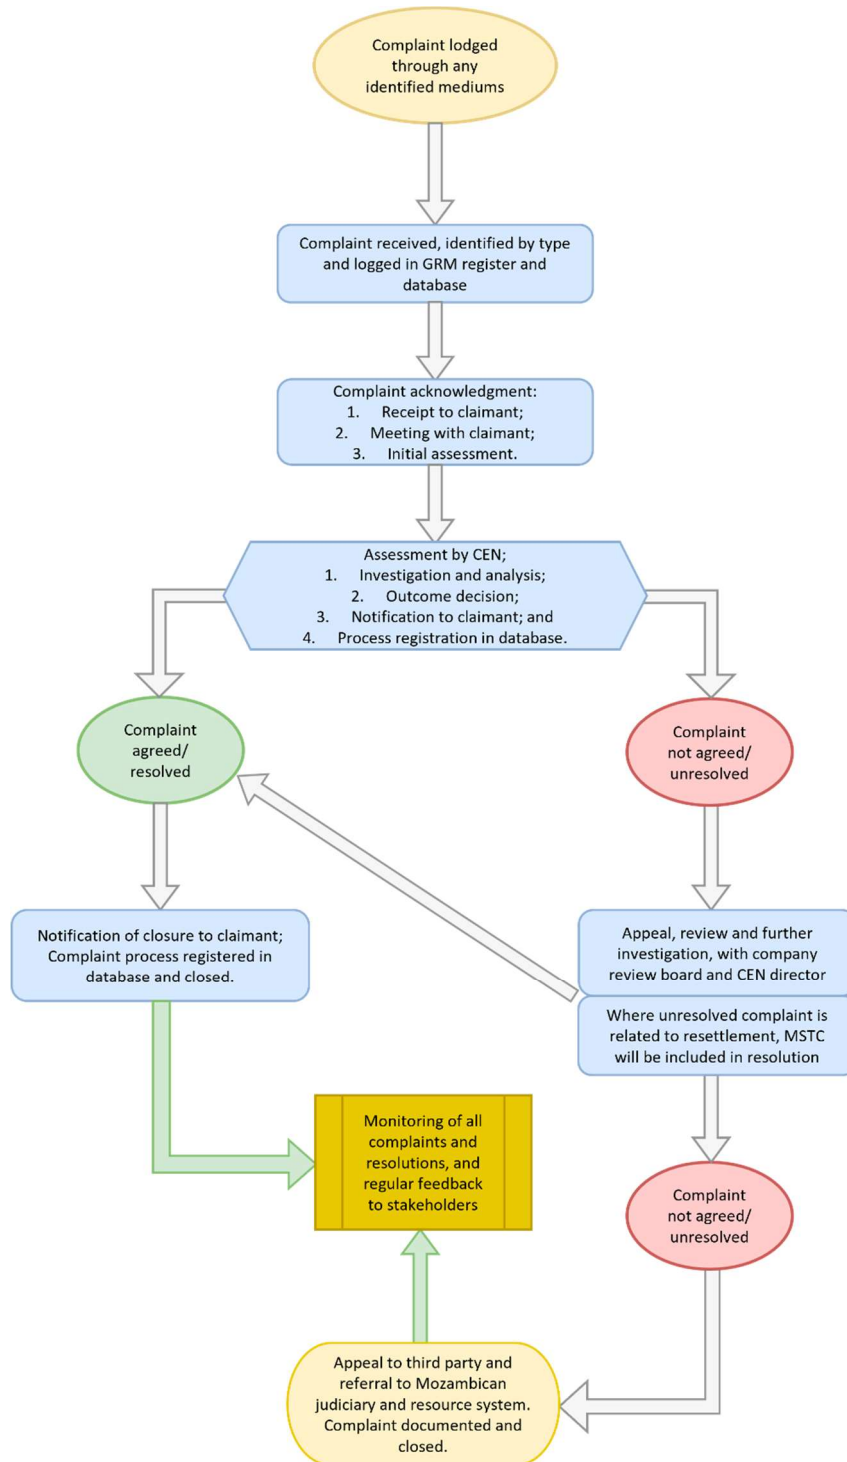 Complaint lodged
through any
identified mediums
Complaint received, identified by type
and logged in GRM register and
database
Complaint acknowledgment:
1. Receipt to claimant;
2. Meeting with claimant;
3. Initial assessment.
Assessment by CEN;
1. Investigation and analysis;
2. Outcome decision;
3. Notification to claimant; and
4. Process registration in database.
Complaint
agreed/
resolved
Complaint
not agreed/
unresolved
Notification of closure to claimant;
Complaint process registered in
database and closed.
Appeal, review and further
investigation, with company
review board and CEN director
Where unresolved complaint is
related to resettlement, MSTC
will be included in resolution
Monitoring of all
complaints and
resolutions, and
regular feedback
to stakeholders
Complaint
not agreed/
unresolved
Appeal to third party and
referral to Mozambican
judiciary and resource system.
Complaint documented and
closed.